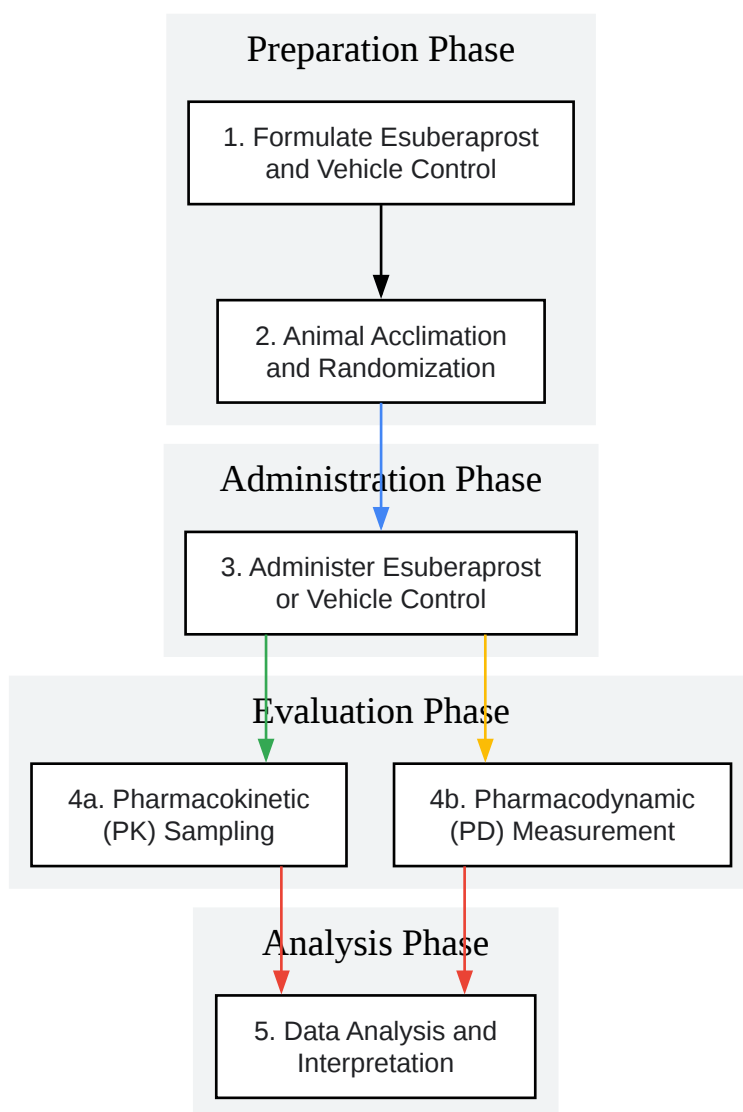 Preparation Phase
1. Formulate Esuberaprost
and Vehicle Control
2. Animal Acclimation
and Randomization
Administration Phase
3. Administer Esuberaprost
or Vehicle Control
Evaluation Phase
4a. Pharmacokinetic
(PK) Sampling
4b. Pharmacodynamic
(PD) Measurement
Analysis Phase
5. Data Analysis and
Interpretation